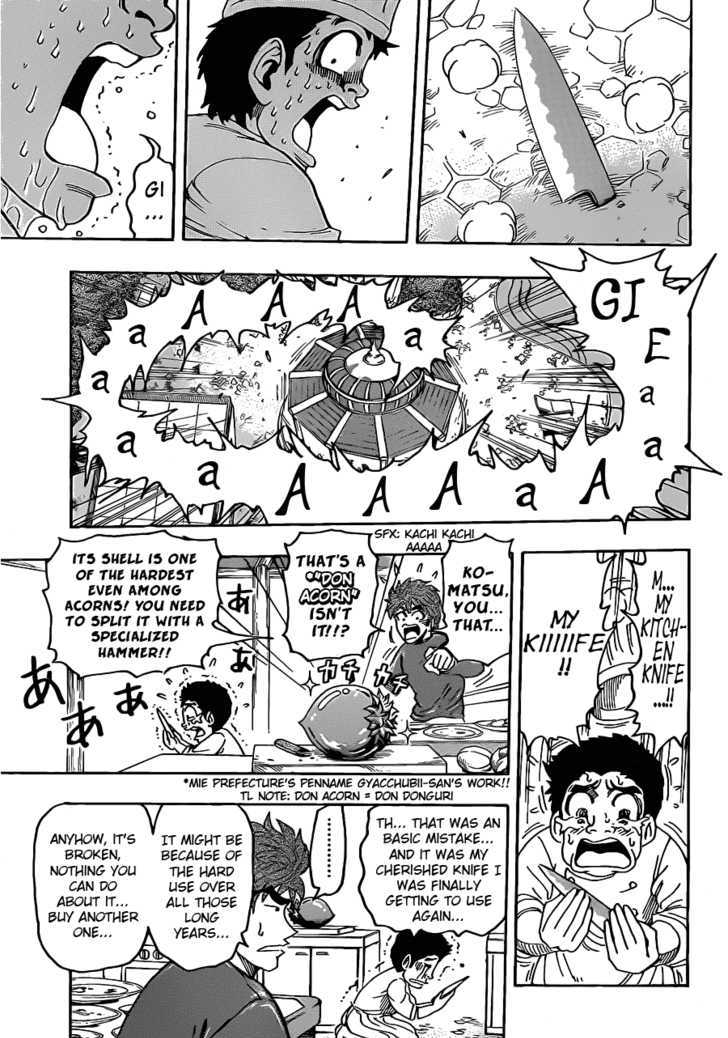 GI
...
GI
E
a
a
A
a
A
A
A
a
a
a
a
A
A
A
a
SFX: KACHI KACHI
AAAAA
M...
MY
KITCH-
EN
KNIFE
...!!
MY
KIIIIIFE
!!
KO-
MATSU,
YOU...
THAT...
THAT'S A
"DON
ACORN"
ISN'T
IT!!?
ITS SHELL IS ONE
OF THE HARDEST
EVEN AMONG
ACORNS! YOU NEED
TO SPLIT IT WITH A
SPECIALIZED
HAMMER!!
カチ
カチ
あ
あ
あ
あ
あ
*MIE PREFECTURE'S PENNAME GYACCHUBII-SAN'S WORK!!
TL NOTE: DON ACORN = DON DONGURI
TH... THAT WAS AN
BASIC MISTAKE...
AND IT WAS MY
CHERISHED KNIFE I
WAS FINALLY
GETTING TO USE
AGAIN...
.........
IT MIGHT BE
BECAUSE OF
THE HARD
USE OVER
ALL THOSE
LONG
YEARS...
ANYHOW, IT'S
BROKEN,
NOTHING YOU
CAN DO
ABOUT IT...
BUY ANOTHER
ONE...